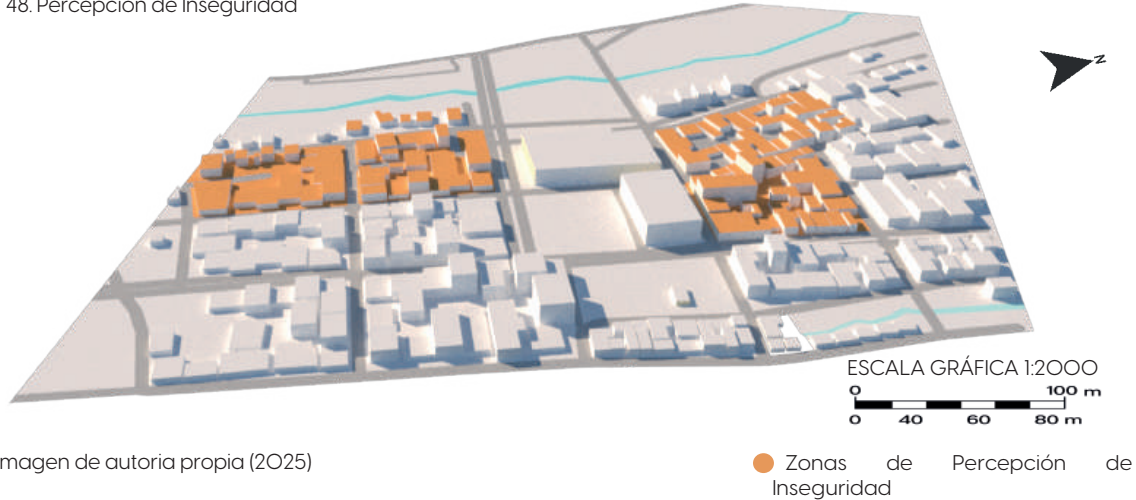 48. Percepción de Inseguridad
N
ESCALA GRÁFICA 1:2000
0 100 m
0 40 60 80 m
magen de autoria propia (2025)
Zonas de Percepción de
Inseguridad